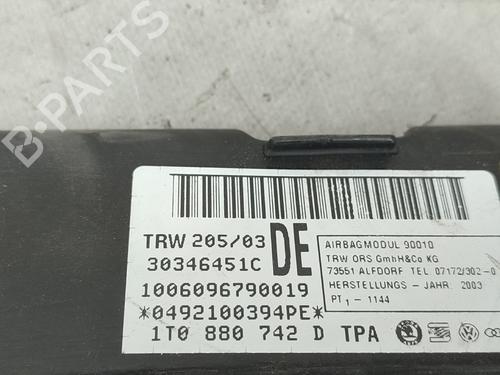 B-PARTS
TRW 205/03 DE
30346451C
1006096790019
*0492100394PE*
1T0 880 742 D TPA
AIRBAGMODUL 90010
TRW ORS GmbH&Co KG
73551 ALFDORF TEL 07172/302-0
HERSTELLUNGS - JAHR: 2003
PT1 - 1144